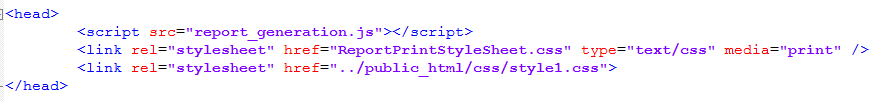 <head>
<script src="report_generation.js"></script>
<link rel="stylesheet" href="ReportPrintStyleSheet.css" type="text/css" media="print" />
<link rel="stylesheet" href="../public_html/css/style1.css">
</head>